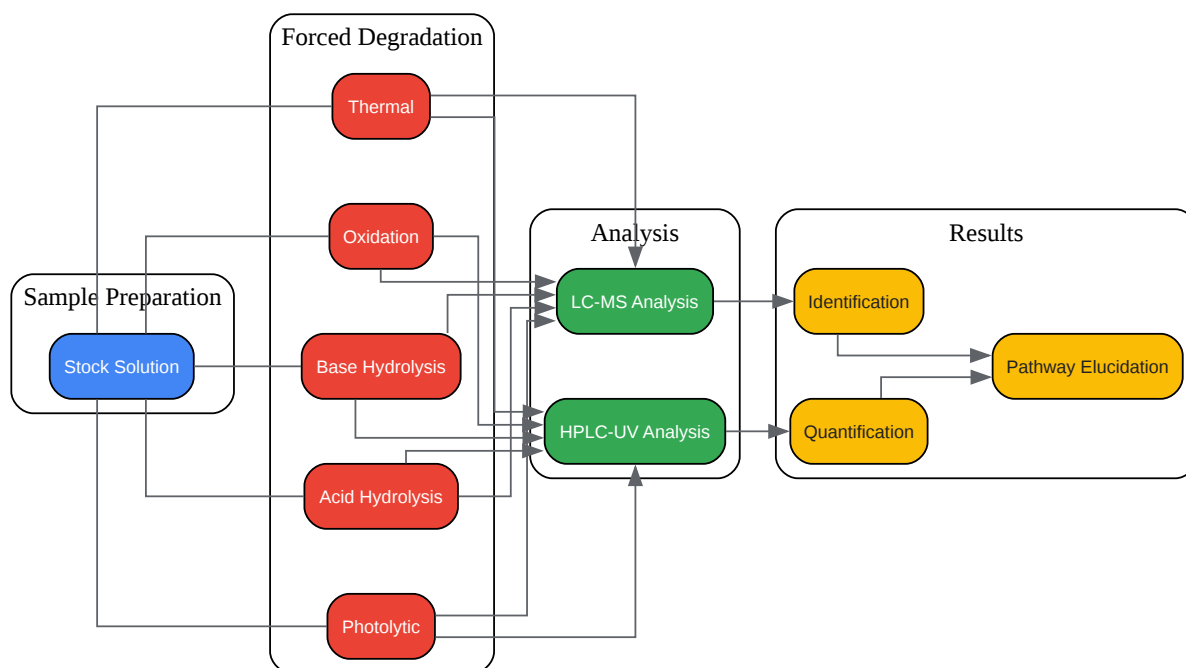 Sample Preparation
Stock Solution
Forced Degradation
Thermal
Oxidation
Base Hydrolysis
Acid Hydrolysis
Photolytic
Analysis
LC-MS Analysis
HPLC-UV Analysis
Results
Identification
Quantification
Pathway Elucidation